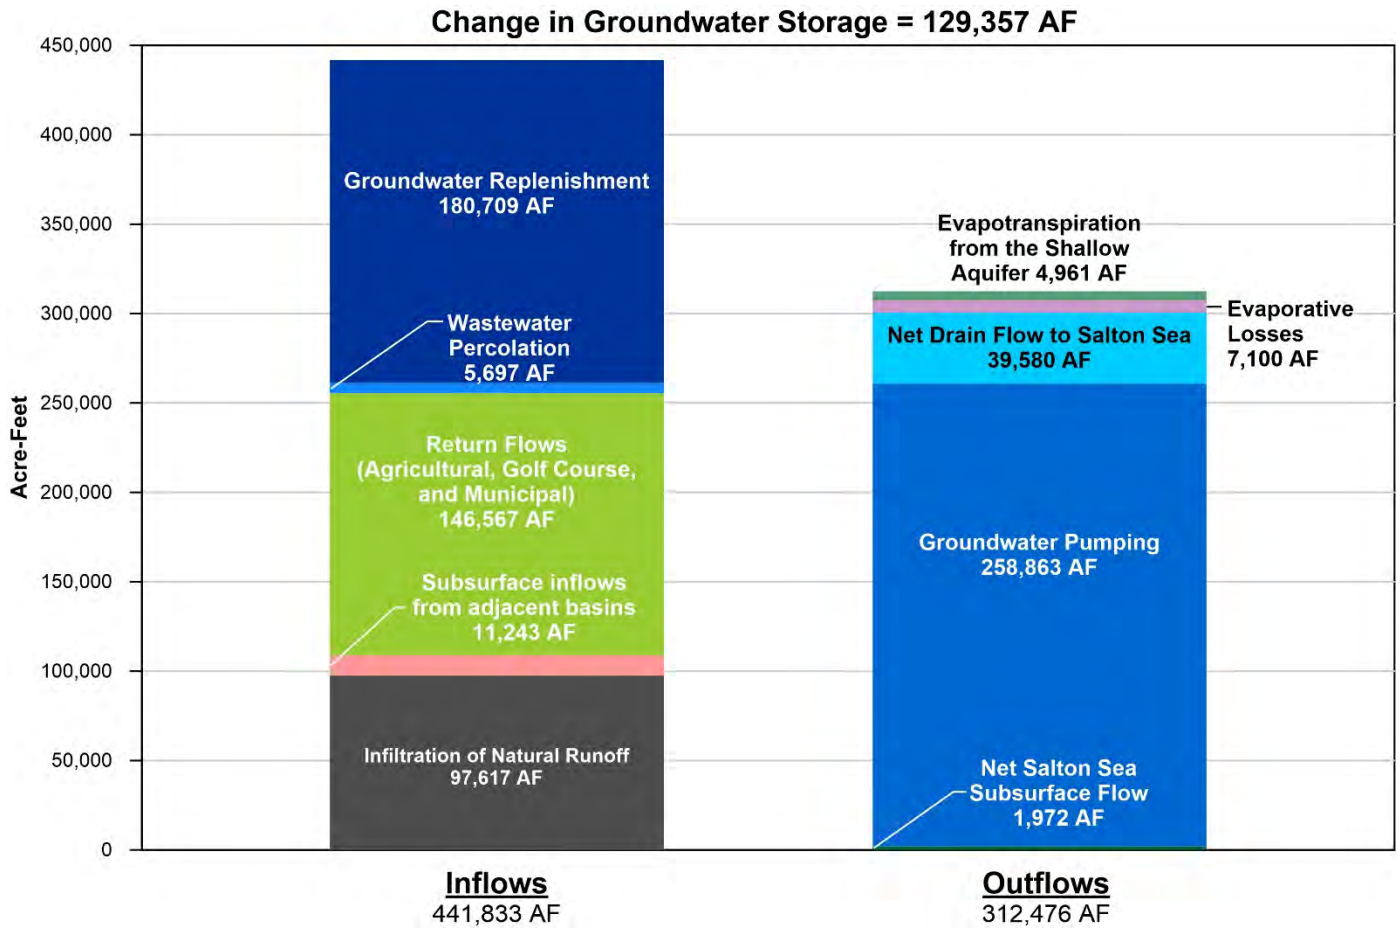 Change in Groundwater Storage = 129,357 AF
450,000
400,000
350,000
300,000
250,000
200,000
150,000
100,000
50,000
0
Acre-Feet
Groundwater Replenishment
180,709 AF
Wastewater
Percolation
5,697 AF
Return Flows
(Agricultural, Golf Course,
and Municipal)
146,567 AF
Subsurface inflows
from adjacent basins
11,243 AF
Infiltration of Natural Runoff
97,617 AF
Evapotranspiration
from the Shallow
Aquifer 4,961 AF
Evaporative
Losses
7,100 AF
Net Drain Flow to Salton Sea
39,580 AF
Groundwater Pumping
258,863 AF
Net Salton Sea
Subsurface Flow
1,972 AF
Inflows
441,833 AF
Outflows
312,476 AF